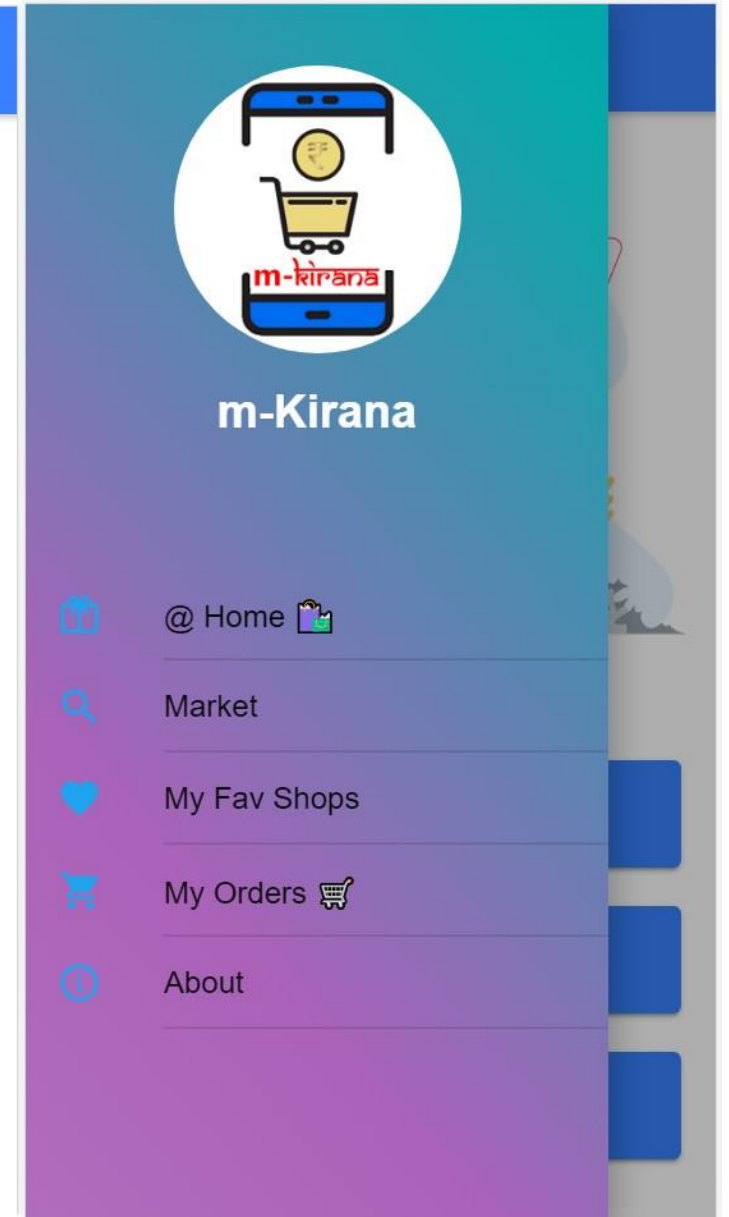 ₹
m-kirana
m-Kirana
@ Home 🛍️
Market
My Fav Shops
My Orders 🛒
About